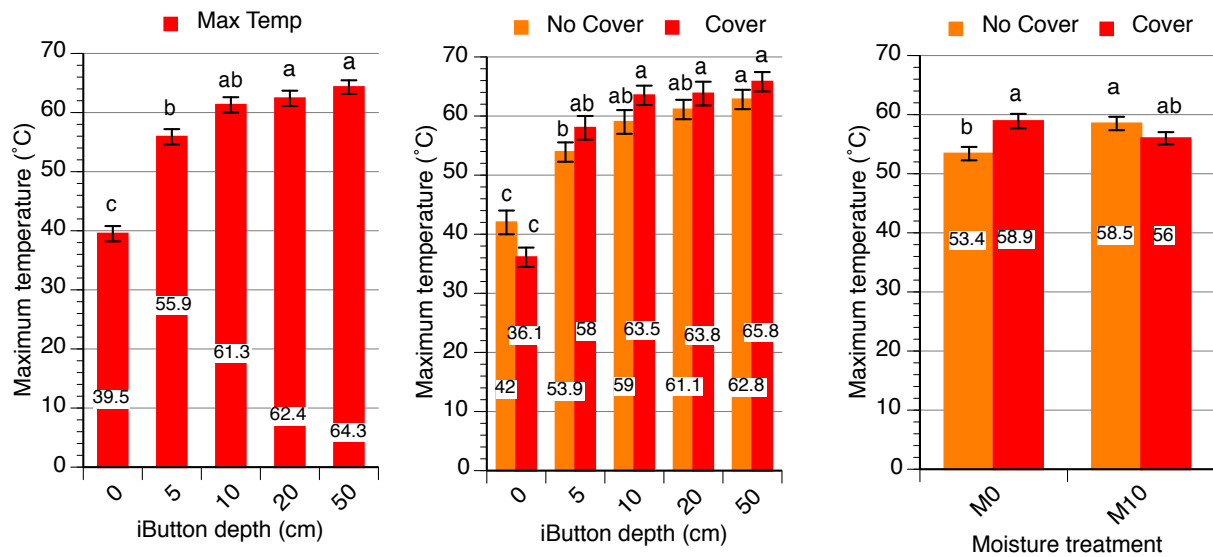 Max Temp
Maximum temperature (˚C)
70
60
50
40
30
20
10
0
c
b
ab
a
a
39.5
55.9
61.3
62.4
64.3
0
5
10
20
50
iButton depth (cm)
No Cover
Cover
Maximum temperature (˚C)
70
60
50
40
30
20
10
0
c
c
b
ab
ab
a
ab
a
a
a
36.1
58
63.5
63.8
65.8
42
53.9
59
61.1
62.8
0
5
10
20
50
iButton depth (cm)
No Cover
Cover
Maximum temperature (˚C)
70
60
50
40
30
20
10
0
b
a
a
ab
53.4
58.9
58.5
56
M0
M10
Moisture treatment